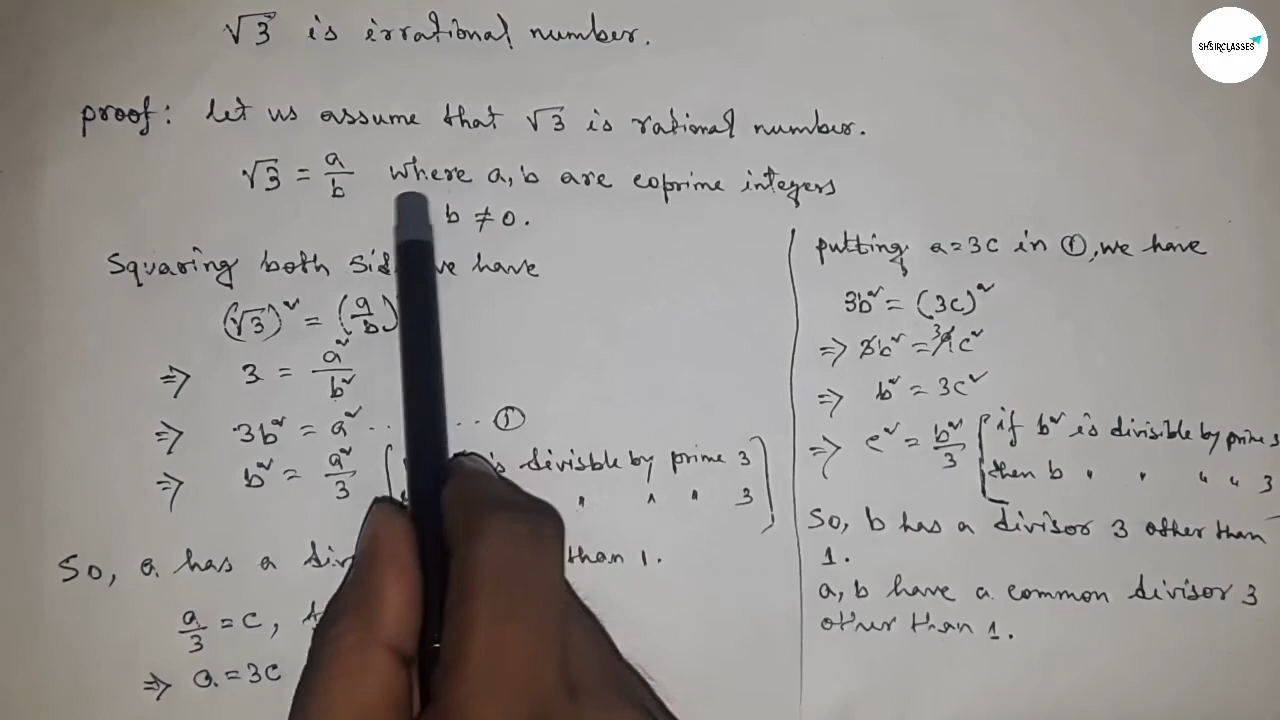 √3 is irrational number.
SHSIRCLASSES
proof: let us assume that √3 is rational number.
√3 = a/b where a, b are coprime integers
b ≠ 0.
Squaring both sid we have
(√3)² = (a/b)
⇒ 3 = a²/b²
⇒ 3b² = a² ..... ①
⇒ b² = a²/3 [ is divisible by prime 3
" " " 3 ]
So, a has a than 1.
a/3 = c,
⇒ a = 3c
putting a = 3c in ①, we have
3b² = (3c)²
⇒ 3b² = 3 9c²
⇒ b² = 3c²
⇒ c² = b²/3 [ if b² is divisible by prime 3
then b " " " " 3
So, b has a divisor 3 other than
1.
a, b have a common divisor 3
other than 1.